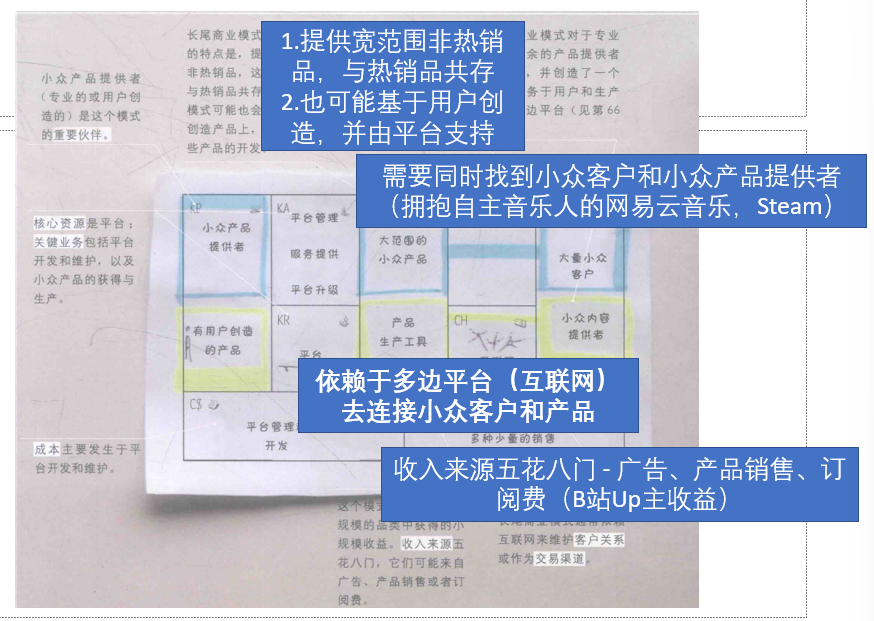 长尾商业模式
的特点是，提
非热销品，这
与热销品共存
模式可能也会
创造产品上，
些产品的开发
1.提供宽范围非热销
品，与热销品共存
2.也可能基于用户创
造，并由平台支持
业模式对于专业
余的产品提供者
，并创造了一个
务于用户和生产
边平台（见第 66
小众产品提供者
（专业的或用户创
造的）是这个模式
的重要伙伴。
需要同时找到小众客户和小众产品提供者
（拥抱自主音乐人的网易云音乐，Steam）
核心资源是平台；
关键业务包括平台
开发和维护，以及
小众产品的获得与
生产。
KP
小众产品
提供者
KA
平台管理
服务提供
平台升级
大范围的
小众产品
大量小众
客户
有用户创造
的产品
KR
平台
产品
生产工具
CH
小众内容
提供者
依赖于多边平台（互联网）
去连接小众客户和产品
C$
平台管理
开发
多种少量的销售
成本主要发生于平
台开发和维护。
收入来源五花八门 - 广告、产品销售、订
阅费（B站Up主收益）
这个模
规模的品类中获得的小
规模收益。收入来源五
花八门，它们可能来自
广告、产品销售或者订
阅费。
长尾商业模式通常依赖
互联网来维护客户关系
或作为交易渠道。